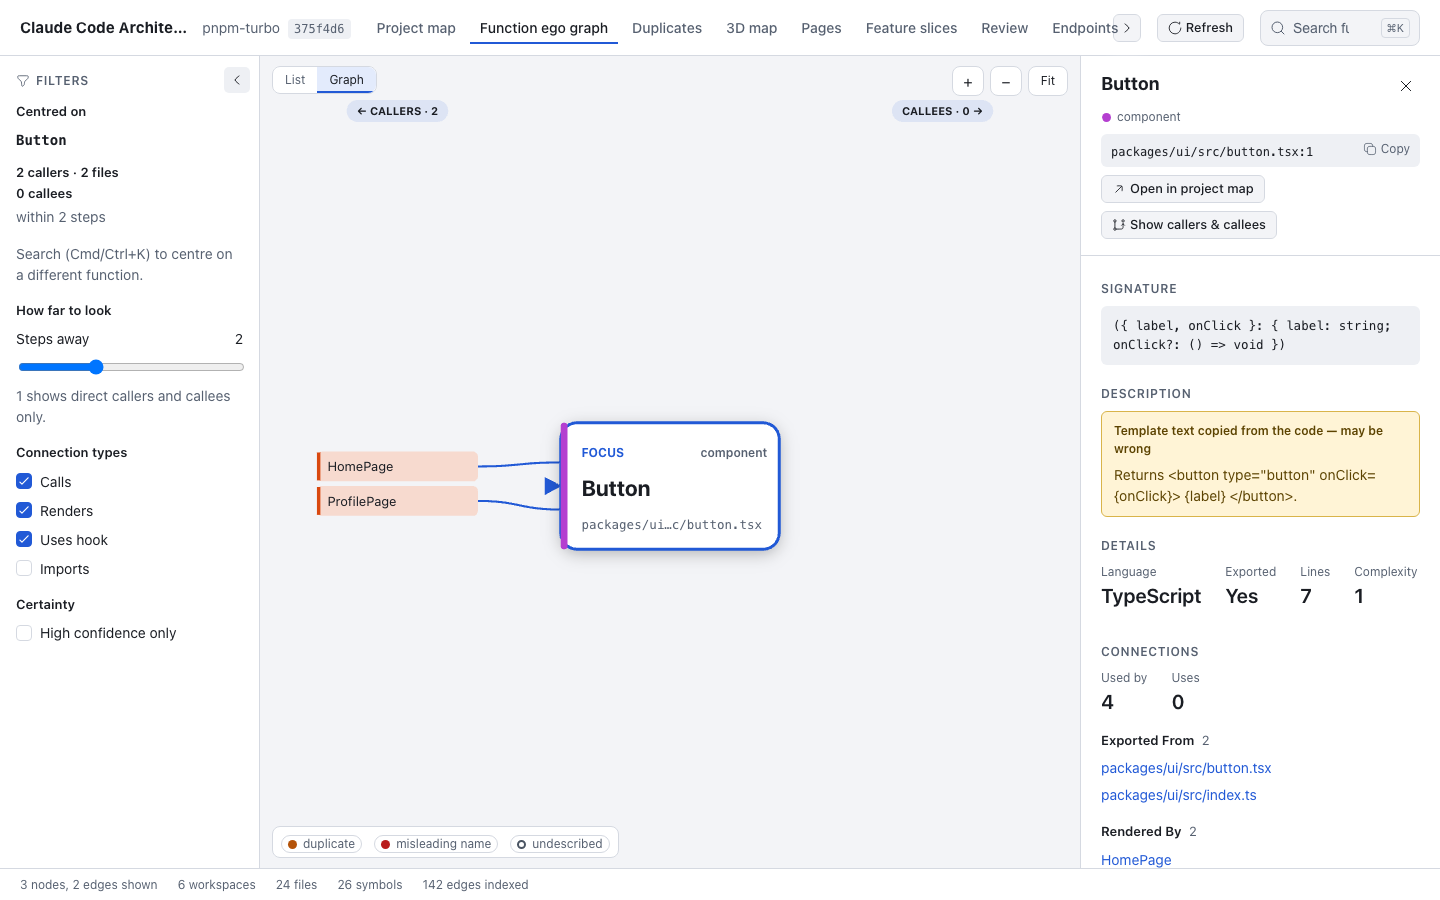 Claude Code Archite...
pnpm-turbo
375f4d6
Project map
Function ego graph
Duplicates
3D map
Pages
Feature slices
Review
Endpoints
Refresh
⌘K
FILTERS
Centred on
Button
2 callers · 2 files
0 callees
within 2 steps
Search (Cmd/Ctrl+K) to centre on
a different function.
How far to look
Steps away 2
1 shows direct callers and callees
only.
Connection types
Calls
Renders
Uses hook
Imports
Certainty
High confidence only
List
Graph
+
−
Fit
← CALLERS · 2
CALLEES · 0 →
HomePage
ProfilePage
FOCUS component
Button
packages/ui…c/button.tsx
duplicate
misleading name
undescribed
Button
component
packages/ui/src/button.tsx:1
Copy
Open in project map
Show callers & callees
SIGNATURE
({ label, onClick }: { label: string;
onClick?: () => void })
DESCRIPTION
Template text copied from the code — may be
wrong
Returns <button type="button" onClick=
{onClick}> {label} </button>.
DETAILS
Language Exported Lines Complexity
TypeScript Yes 7 1
CONNECTIONS
Used by Uses
4 0
Exported From 2
packages/ui/src/button.tsx
packages/ui/src/index.ts
Rendered By 2
HomePage
3 nodes, 2 edges shown
6 workspaces
24 files
26 symbols
142 edges indexed